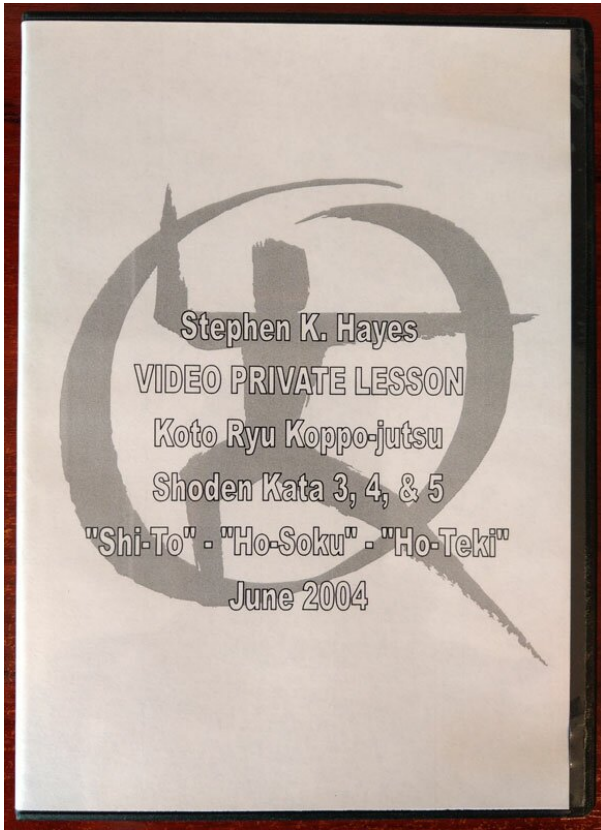 Stephen K. Hayes
VIDEO PRIVATE LESSON
Koto Ryu Koppo-jutsu
Shoden Kata 3, 4, & 5
"Shi-To" - "Ho-Soku" - "Ho-Teki"
June 2004